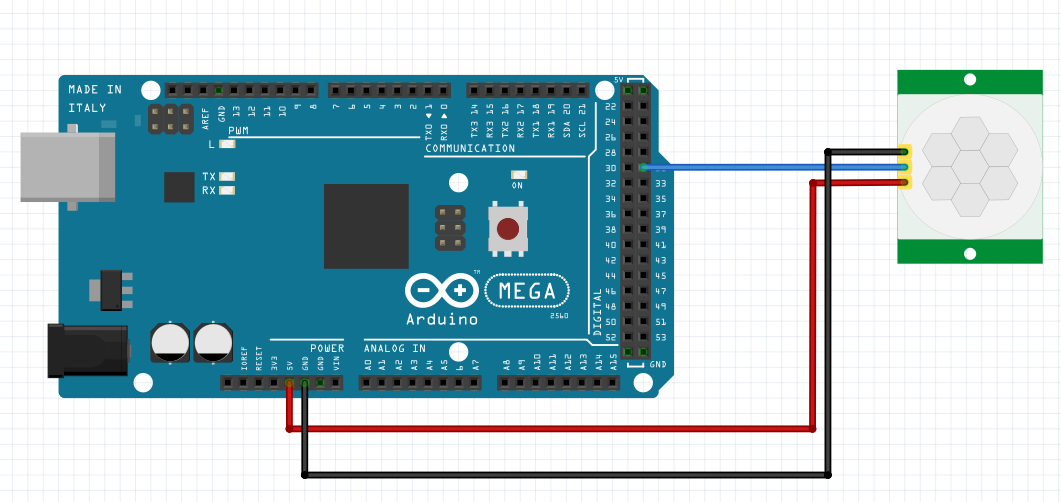 MADE IN
ITALY
AREF
GND
13
12
11
10
9
8
7
6
5
4
3
2
TX0 ◄ 1
RX0 ► 0
TX3 14
RX3 15
TX2 16
RX2 17
TX1 18
RX1 19
SDA 20
SCL 21
5V
PWM
L
COMMUNICATION
TX
RX
ON
22
24
26
28
30
32 33
34 35
36 37
38 39
40 41
42 43
44 45
46 47
48 49
50 51
52 53
DIGITAL
GND
TM
MEGA
Arduino
2560
POWER
ANALOG IN
IOREF
RESET
3V3
5V
GND
GND
VIN
A0
A1
A2
A3
A4
A5
6
A7
A8
A9
A10
A11
A12
A13
A14
A15